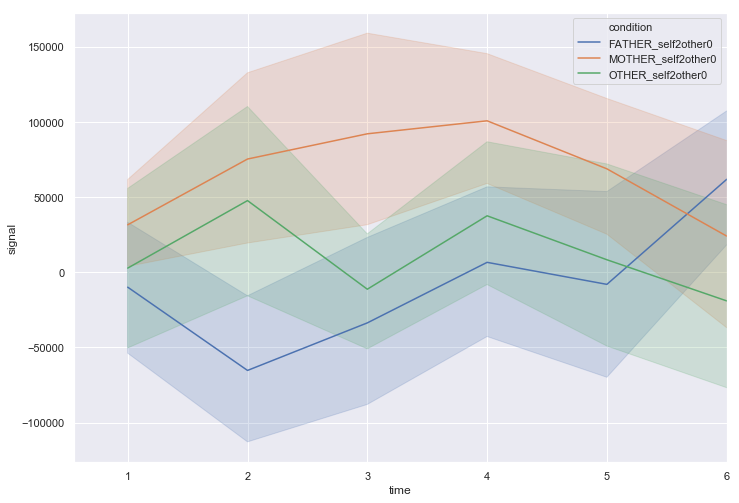 condition
FATHER_self2other0
MOTHER_self2other0
OTHER_self2other0
150000
100000
50000
0
−50000
−100000
signal
1 2 3 4 5 6
time